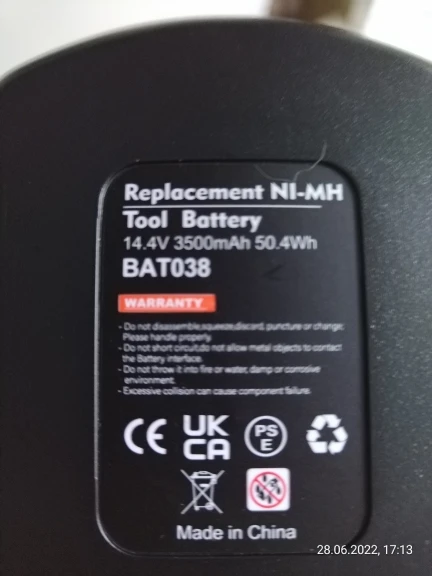 Replacement NI-MH
Tool Battery
14.4V 3500mAh 50.4Wh
BAT038
WARRANTY
- Do not disassemble,squeeze,discard, puncture or change;
Please handle properly.
- Do not short circuit,do not allow metal objects to contact
the Battery interface.
- Do not throw it into fire or water, damp or corrosive
environment.
- Excessive collision can cause component failure.
CE UK
CA PS
E
Made in China
28.06.2022, 17:13